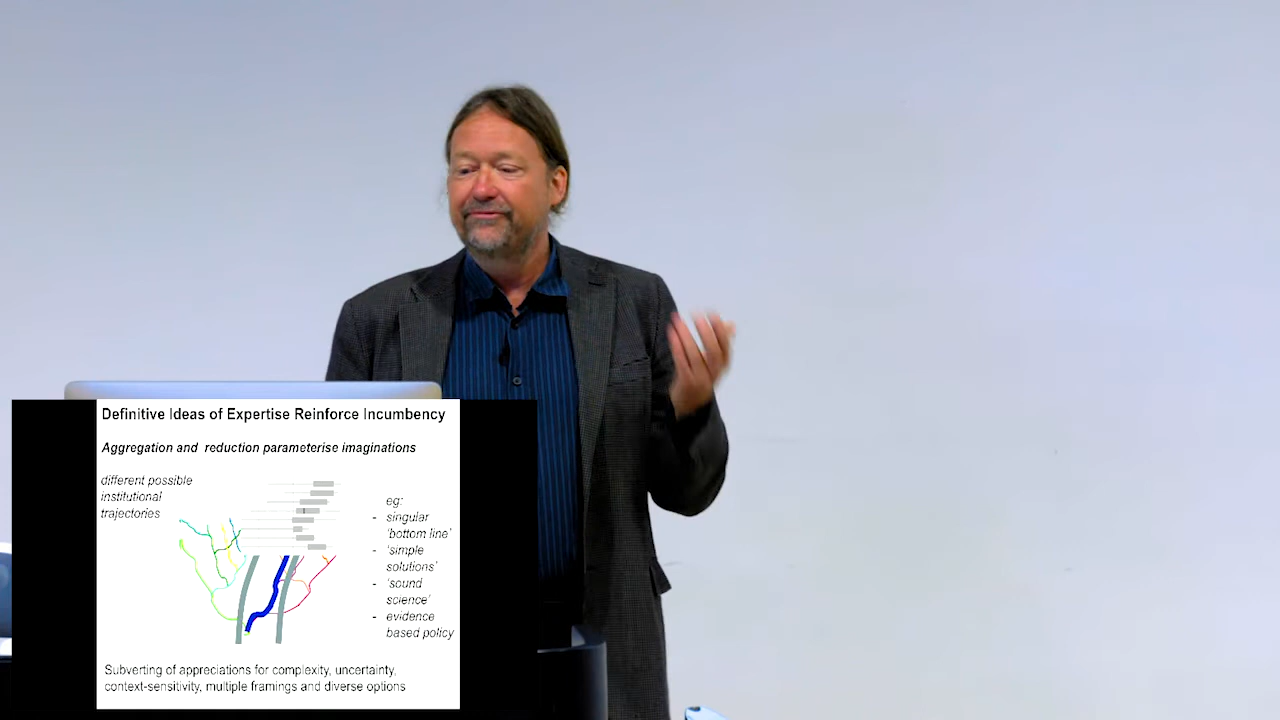 Definitive Ideas of Expertise Reinforce Incumbency
Aggregation and reduction parameterise imaginations
different possible
institutional
trajectories
eg:
- singular
'bottom line'
- 'simple
solutions'
- 'sound
science'
- evidence
based policy
Subverting of appreciations for complexity, uncertainty,
context-sensitivity, multiple framings and diverse options